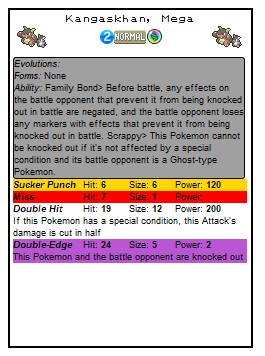 Kangaskhan, Mega
2 NORMAL
Evolutions:
Forms: None
Ability: Family Bond> Before battle, any effects on
the battle opponent that prevent it from being knocked
out in battle are negated, and the battle opponent loses
any markers with effects that prevent it from being
knocked out in battle. Scrappy> This Pokemon cannot
be knocked out if it's not affected by a special
condition and its battle opponent is a Ghost-type
Pokemon.
Sucker Punch Hit: 6 Size: 6 Power: 120
Miss Hit: 7 Size: 1 Power:
Double Hit Hit: 19 Size: 12 Power: 200
If this Pokemon has a special condition, this Attack's
damage is cut in half
Double-Edge Hit: 24 Size: 5 Power: 2
This Pokemon and the battle opponent are knocked out